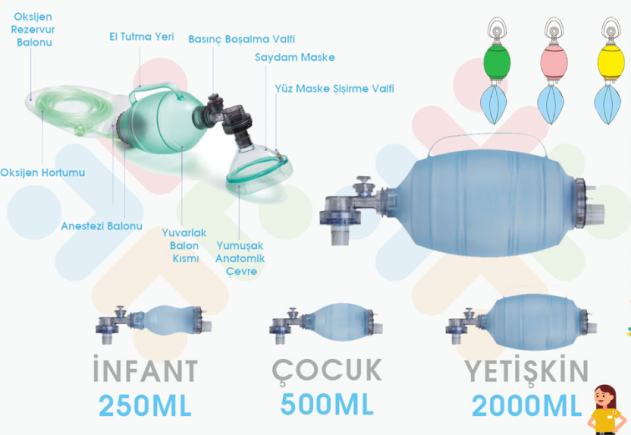 Oksijen
Rezervur
Balonu
El Tutma Yeri
Basınç Boşalma Valfi
Saydam Maske
Yüz Maske Şişirme Valfi
Oksijen Hortumu
Anestezi Balonu
Yuvarlak
Balon
Kısmı
Yumuşak
Anatomik
Çevre
İNFANT
250ML
ÇOCUK
500ML
YETİŞKİN
2000ML